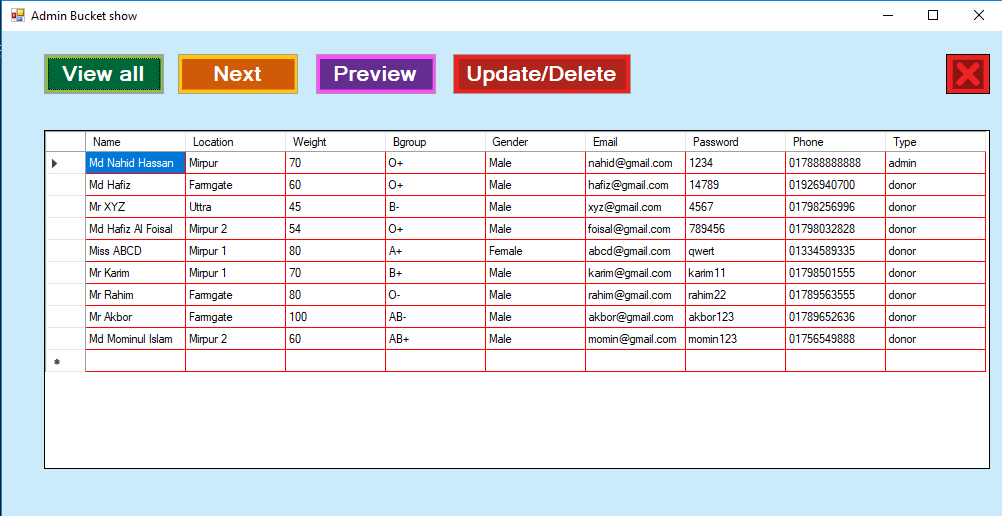 Admin Bucket show
View all Next Preview Update/Delete
Name Location Weight Bgroup Gender Email Password Phone Type
Md Nahid Hassan Mirpur 70 O+ Male nahid@gmail.com 1234 017888888888 admin
Md Hafiz Farmgate 60 O+ Male hafiz@gmail.com 14789 01926940700 donor
Mr XYZ Uttra 45 B- Male xyz@gmail.com 4567 01798256996 donor
Md Hafiz Al Foisal Mirpur 2 54 O+ Male foisal@gmail.com 789456 01798032828 donor
Miss ABCD Mirpur 1 80 A+ Female abcd@gmail.com qwert 01334589335 donor
Mr Karim Mirpur 1 70 B+ Male karim@gmail.com karim11 01798501555 donor
Mr Rahim Farmgate 80 O- Male rahim@gmail.com rahim22 01789563555 donor
Mr Akbor Farmgate 100 AB- Male akbor@gmail.com akbor123 01789652636 donor
Md Mominul Islam Mirpur 2 60 AB+ Male momin@gmail.com momin123 01756549888 donor